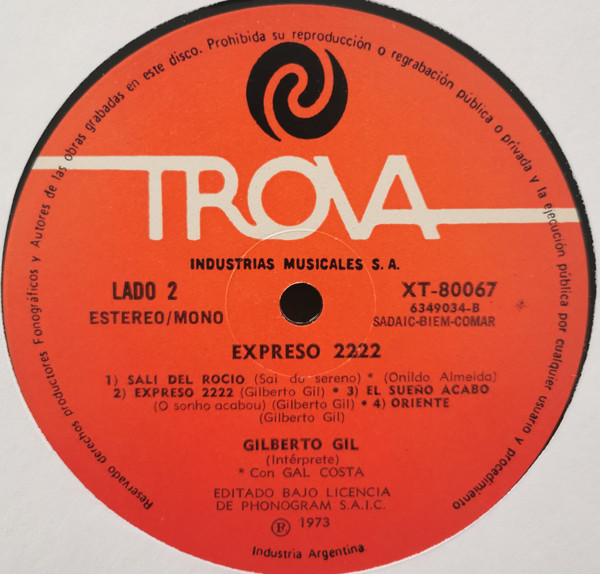 Reservado derechos productores Fonográficos y Autores de las obras grabadas en este disco. Prohibida su reproducción o regrabación pública o privada y la ejecución pública por cualquier usuario y procedimiento
TROVA
INDUSTRIAS MUSICALES S.A.
LADO 2
ESTEREO/MONO
XT-80067
6349034-B
SADAIC-BIEM-COMAR
EXPRESO 2222
1) SALI DEL ROCIO (Sai do sereno) * (Onildo Almeida)
2) EXPRESO 2222 (Gilberto Gil) * 3) EL SUEÑO ACABO
(O sonho acabou) (Gilberto Gil) * 4) ORIENTE
(Gilberto Gil)
GILBERTO GIL
(Intérprete)
* Con GAL COSTA
EDITADO BAJO LICENCIA
DE PHONOGRAM S.A.I.C.
Ⓟ 1973
Industria Argentina